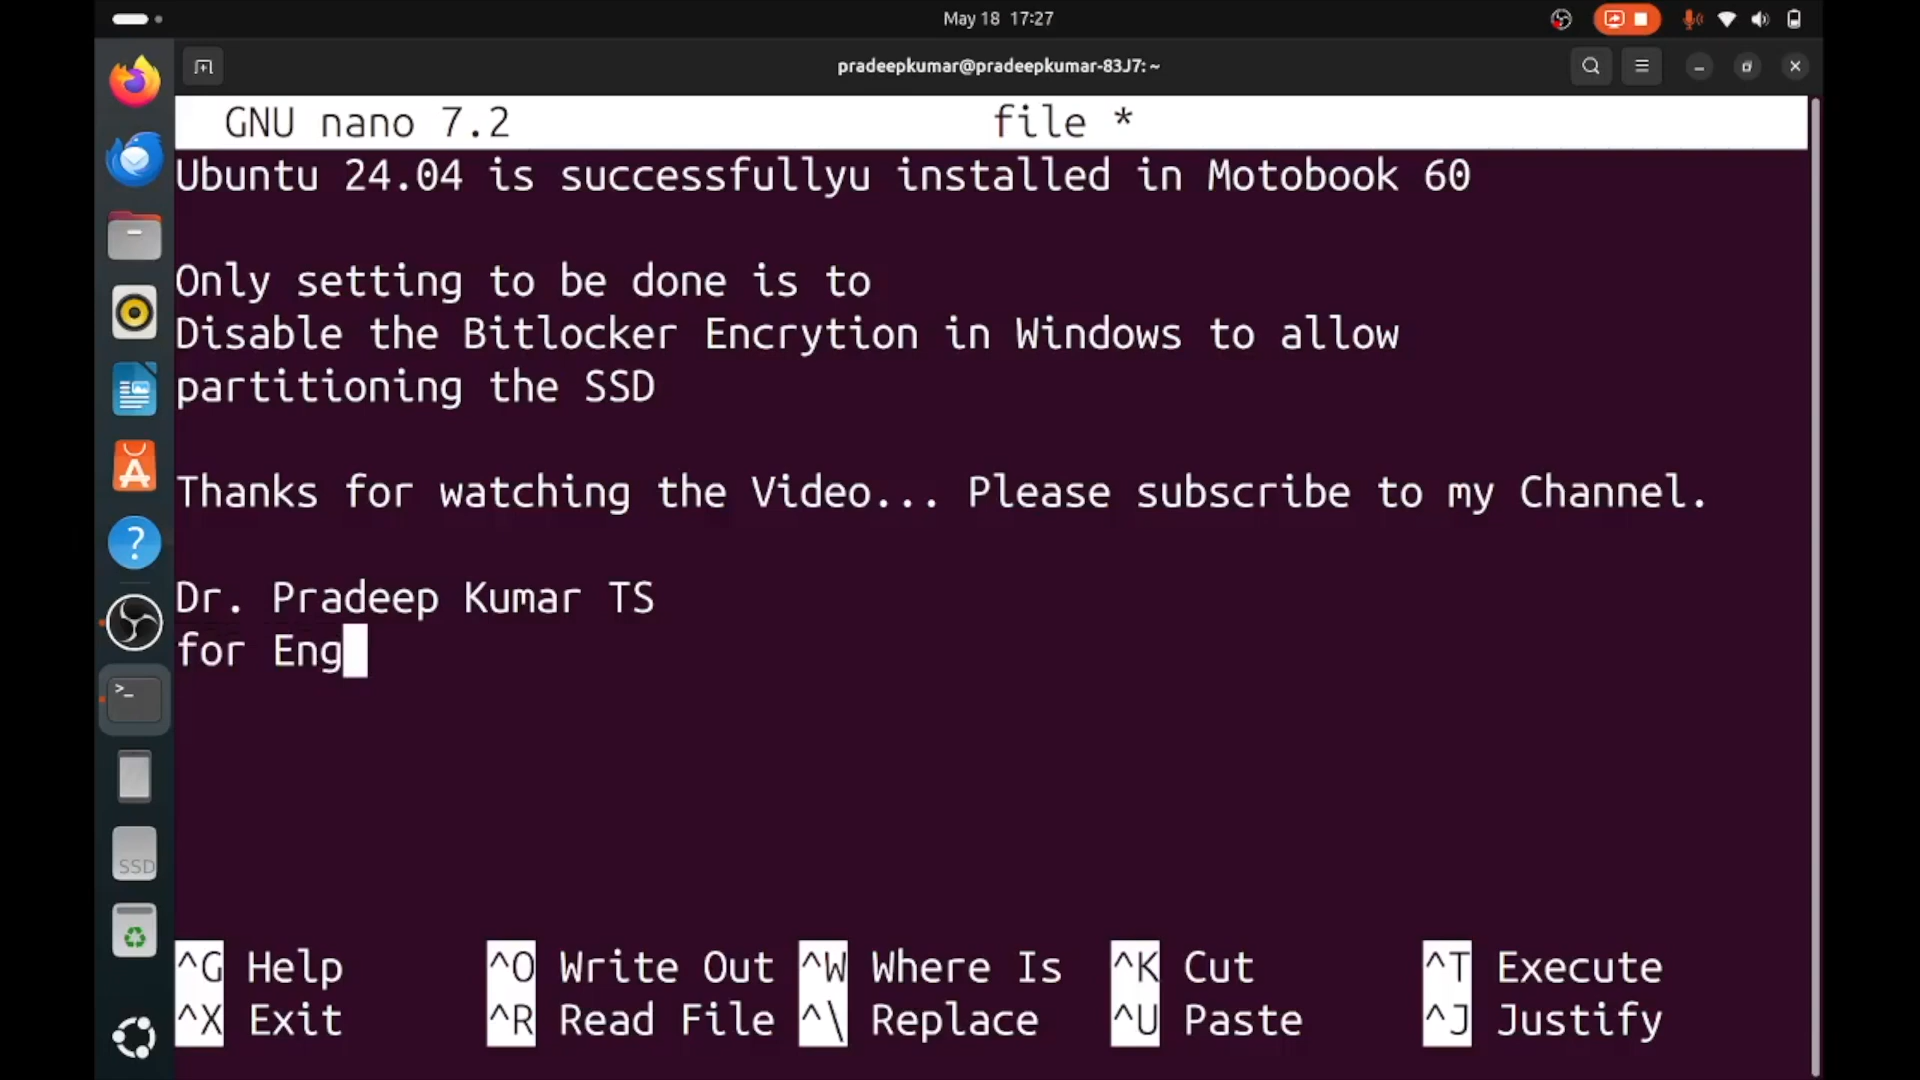 May 18 17:27
pradeepkumar@pradeepkumar-83J7: ~
GNU nano 7.2 file *
Ubuntu 24.04 is successfullyu installed in Motobook 60
Only setting to be done is to
Disable the Bitlocker Encrytion in Windows to allow
partitioning the SSD
Thanks for watching the Video... Please subscribe to my Channel.
Dr. Pradeep Kumar TS
for Eng
SSD
^G Help ^O Write Out ^W Where Is ^K Cut ^T Execute
^X Exit ^R Read File ^\ Replace ^U Paste ^J Justify